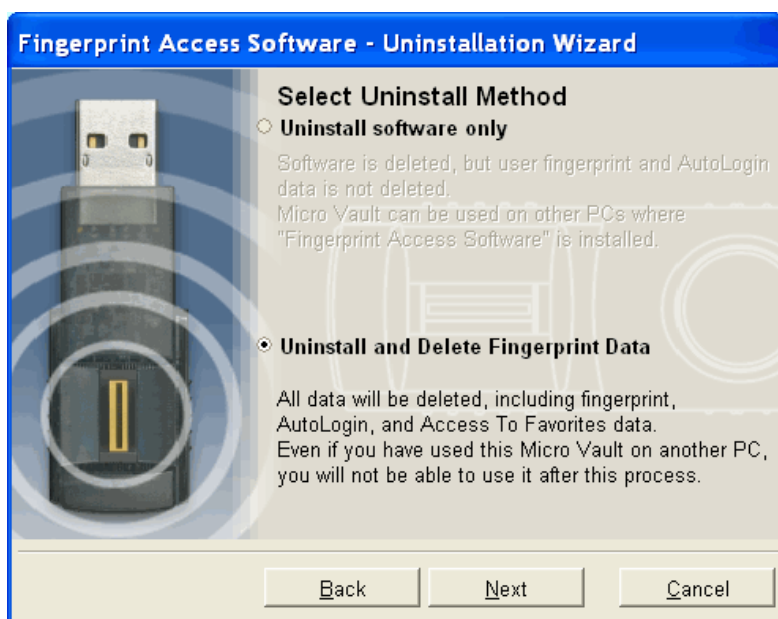 Fingerprint Access Software - Uninstallation Wizard
Select Uninstall Method
Uninstall software only
Software is deleted, but user fingerprint and AutoLogin
data is not deleted.
Micro Vault can be used on other PCs where
"Fingerprint Access Software" is installed.
Uninstall and Delete Fingerprint Data
All data will be deleted, including fingerprint,
AutoLogin, and Access To Favorites data.
Even if you have used this Micro Vault on another PC,
you will not be able to use it after this process.
Back
Next
Cancel